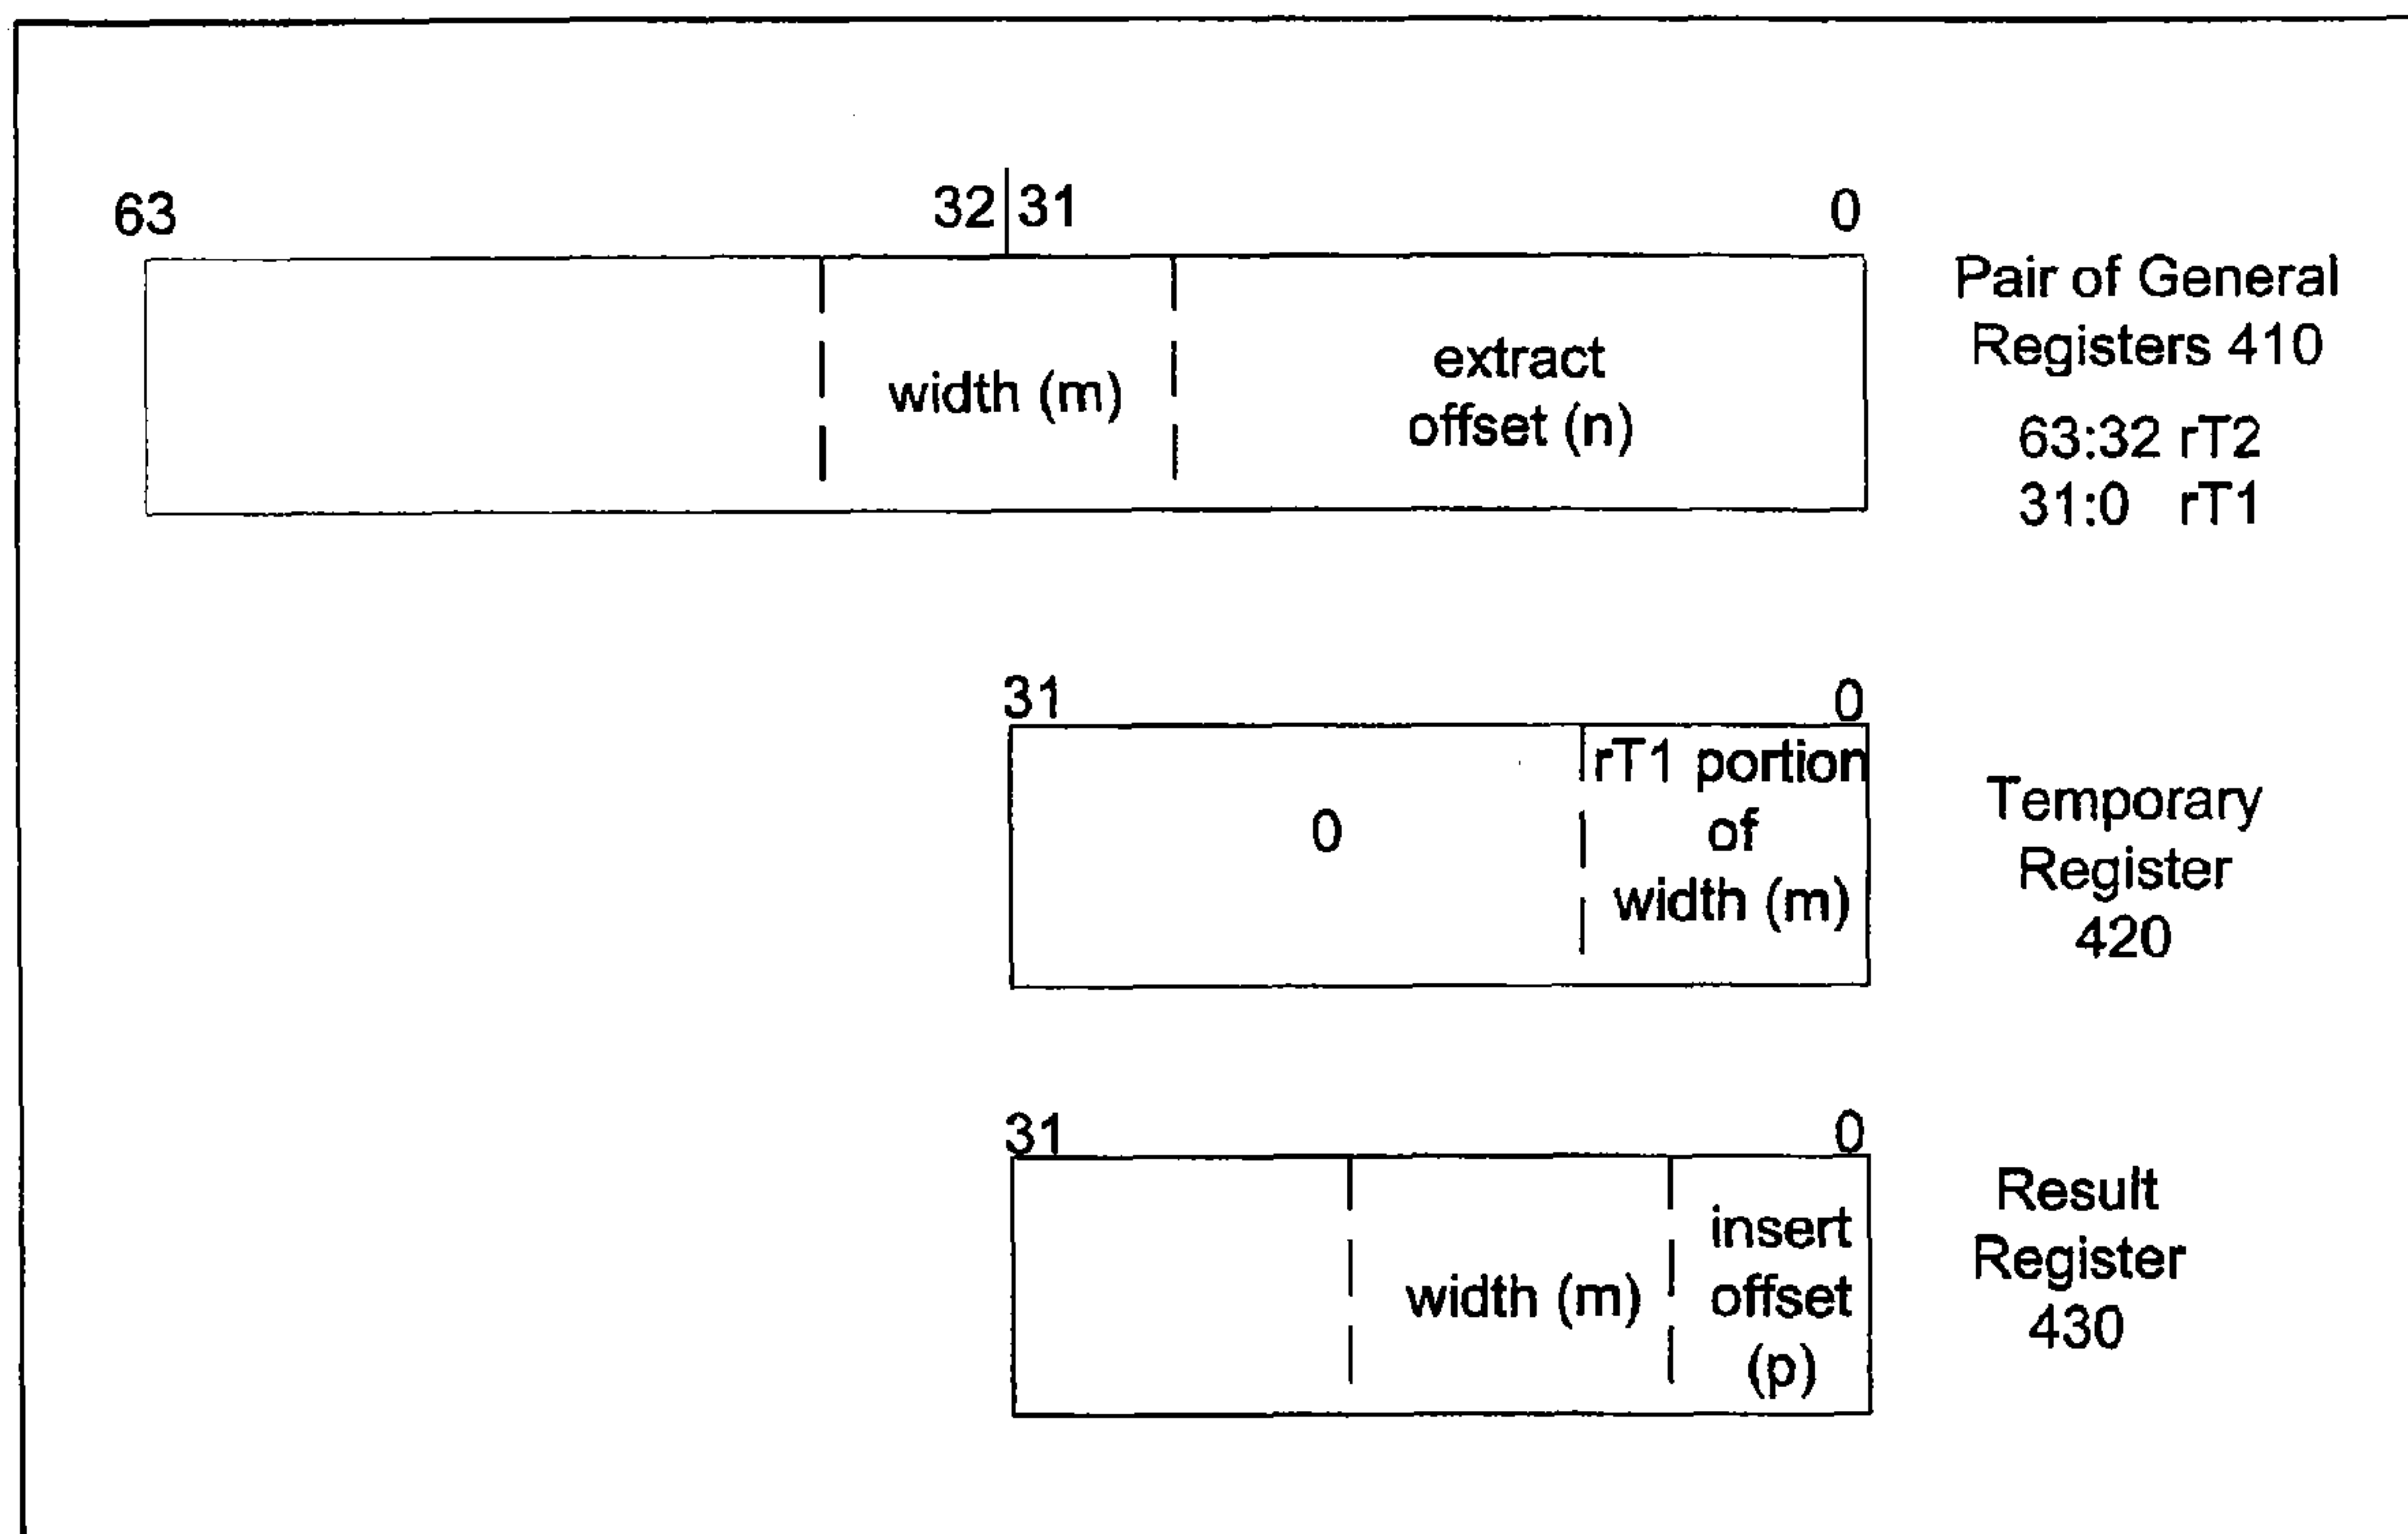 63 32 31 0
Pair of General
Registers 410
63:32 rT2
31:0 rT1
width (m)
extract
offset (n)
31 0
rT1 portion
of
width (m)
0
Temporary
Register
420
31 0
width (m)
insert
offset
(p)
Result
Register
430